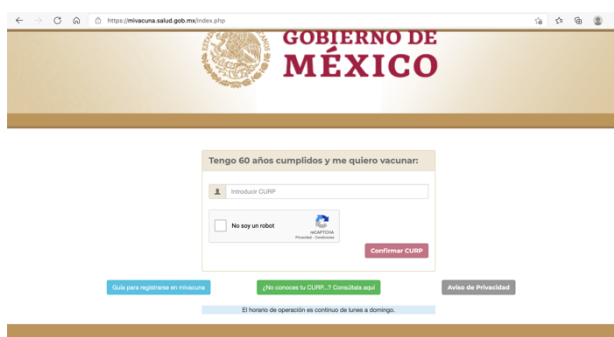 https://mivacuna.salud.gob.mx/index.php
GOBIERNO DE
MÉXICO
Tengo 60 años cumplidos y me quiero vacunar:
Introducir CURP
No soy un robot
reCAPTCHA
Privacidad - Condiciones
Confirmar CURP
Guía para registrarse en mivacuna
¿No conoces tu CURP...? Consúltala aquí
Aviso de Privacidad
El horario de operación es continuo de lunes a domingo.